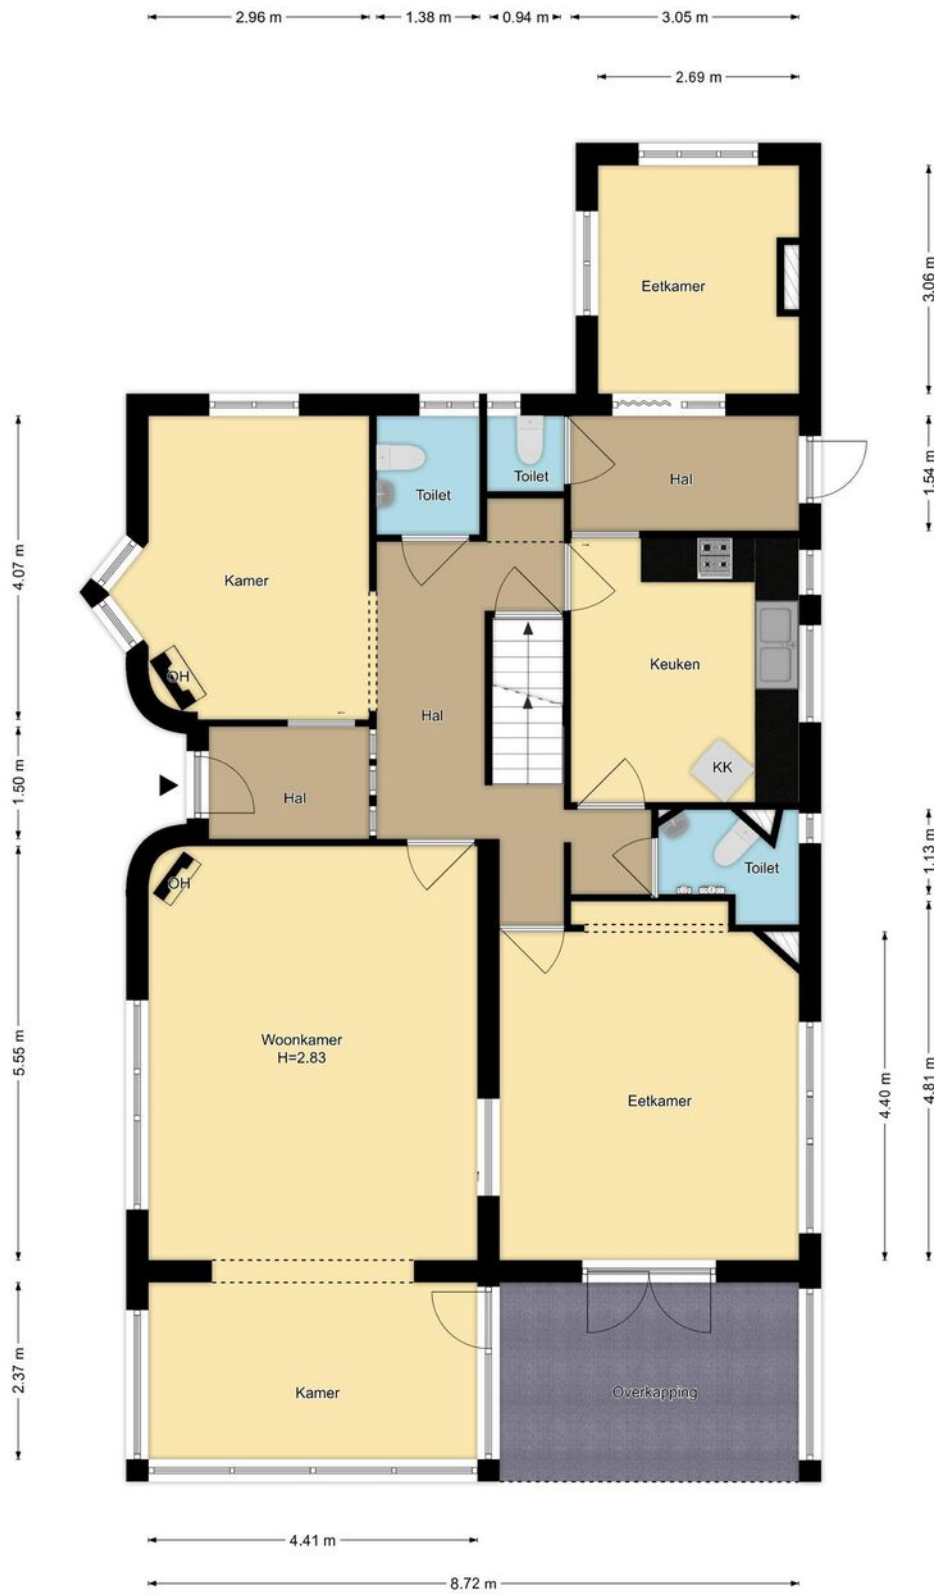 2.96 m
1.38 m
0.94 m
3.05 m
2.69 m
Eetkamer
3.06 m
Toilet
Toilet
Hal
1.54 m
Kamer
4.07 m
Keuken
OH
Hal
KK
1.50 m
Hal
Toilet
1.13 m
OH
Woonkamer
H=2.83
5.55 m
Eetkamer
4.40 m
4.81 m
Kamer
2.37 m
Overkapping
4.41 m
8.72 m